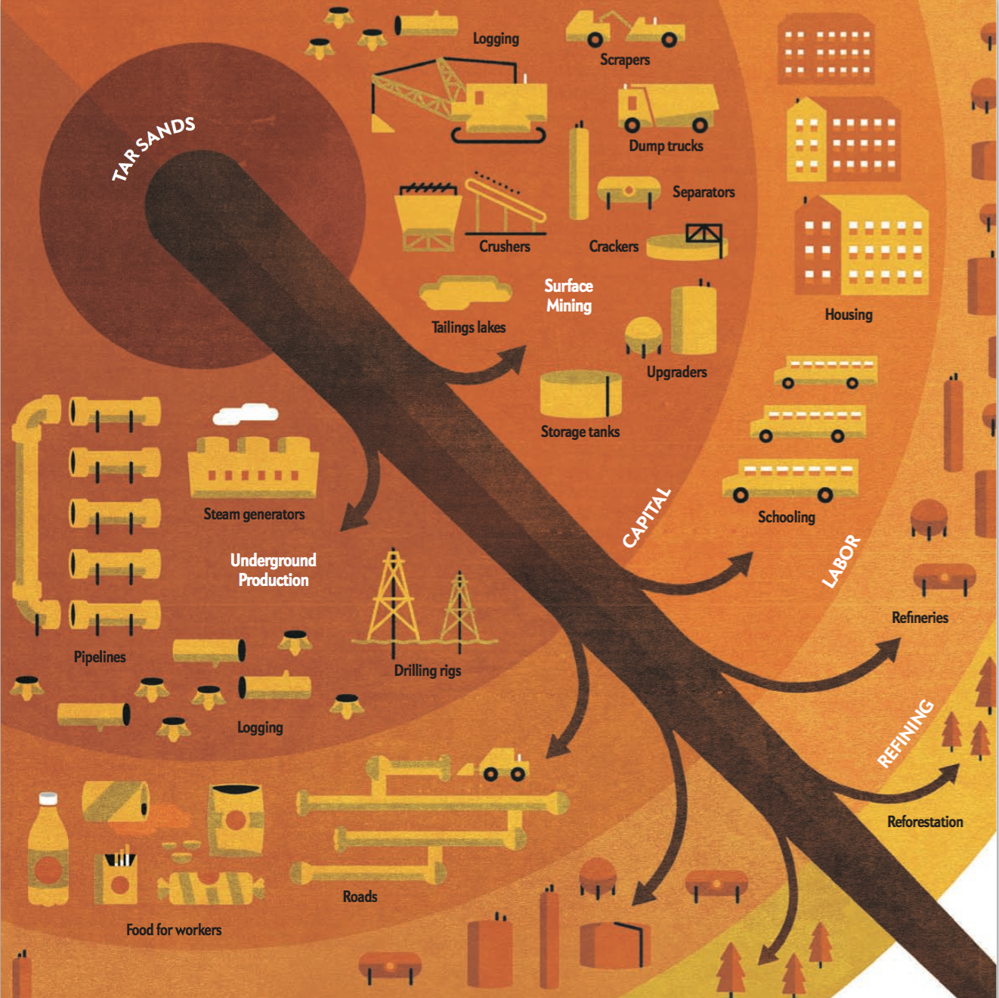 Logging
Scrapers
TAR SANDS
Dump trucks
Separators
Crushers
Crackers
Surface
Mining
Housing
Tailings lakes
Upgraders
Storage tanks
Steam generators
Schooling
CAPITAL
LABOR
Underground
Production
Refineries
Pipelines
Drilling rigs
Logging
REFINING
Reforestation
Roads
Food for workers